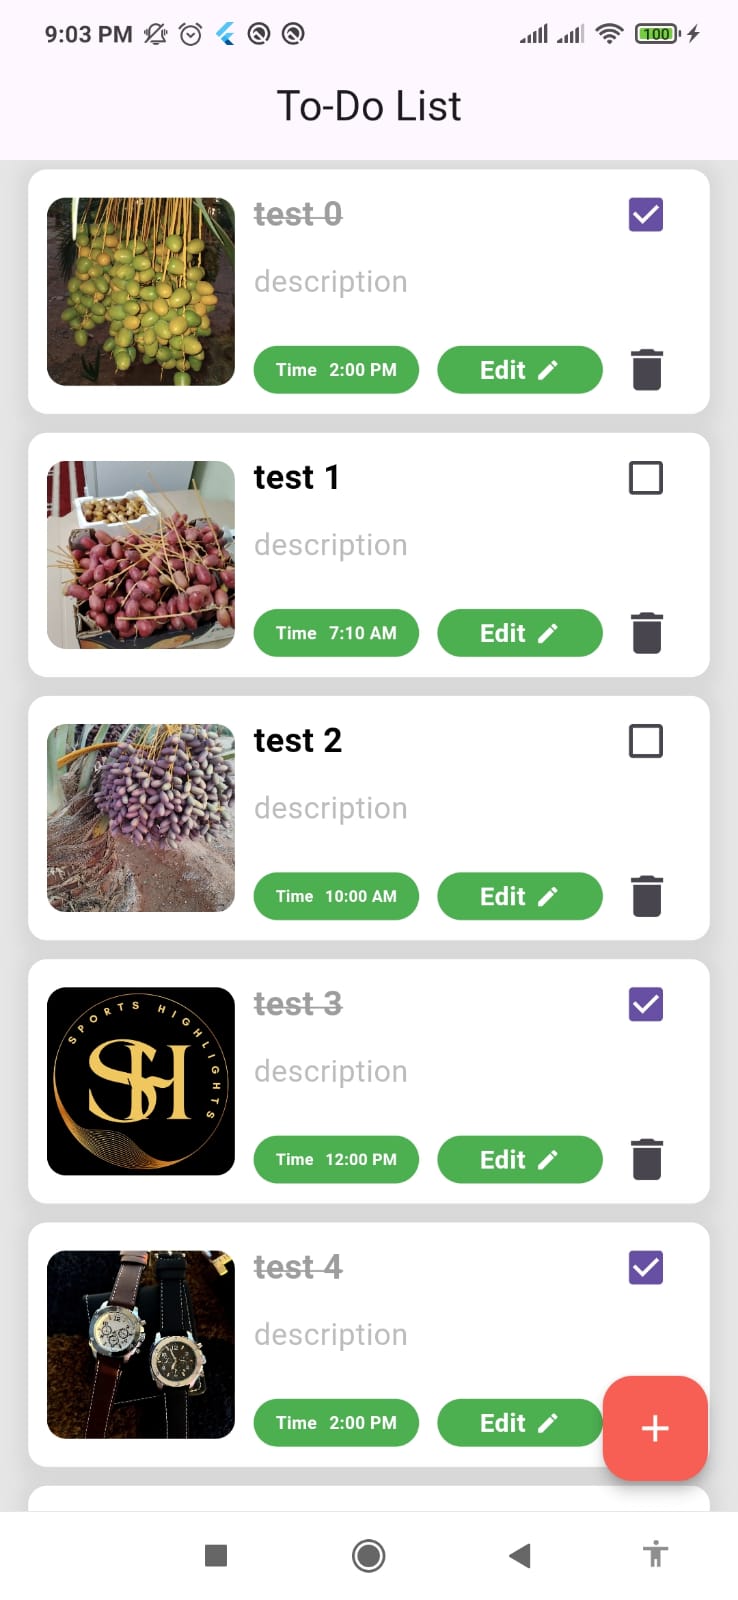 9:03 PM 100
To-Do List
test 0
description
Time 2:00 PM Edit
test 1
description
Time 7:10 AM Edit
test 2
description
Time 10:00 AM Edit
SPORTS HIGHLIGHTS
SH
test 3
description
Time 12:00 PM Edit
test 4
description
Time 2:00 PM Edit
+